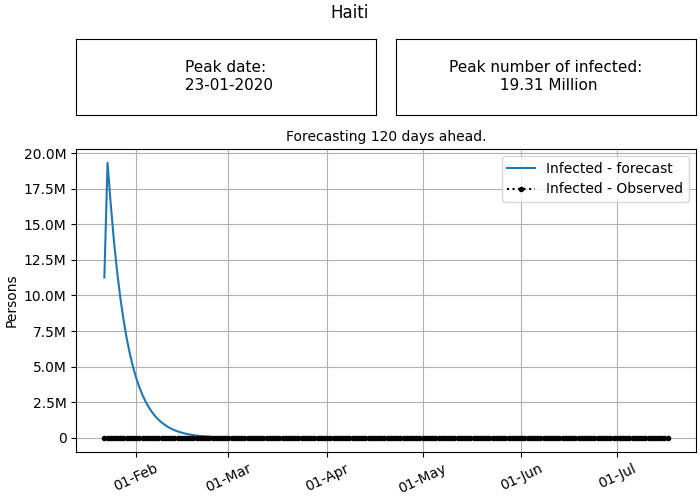 Haiti
Peak date:
23-01-2020
Peak number of infected:
19.31 Million
Forecasting 120 days ahead.
20.0M
17.5M
15.0M
12.5M
10.0M
7.5M
5.0M
2.5M
0
Persons
Infected - forecast
Infected - Observed
01-Feb
01-Mar
01-Apr
01-May
01-Jun
01-Jul